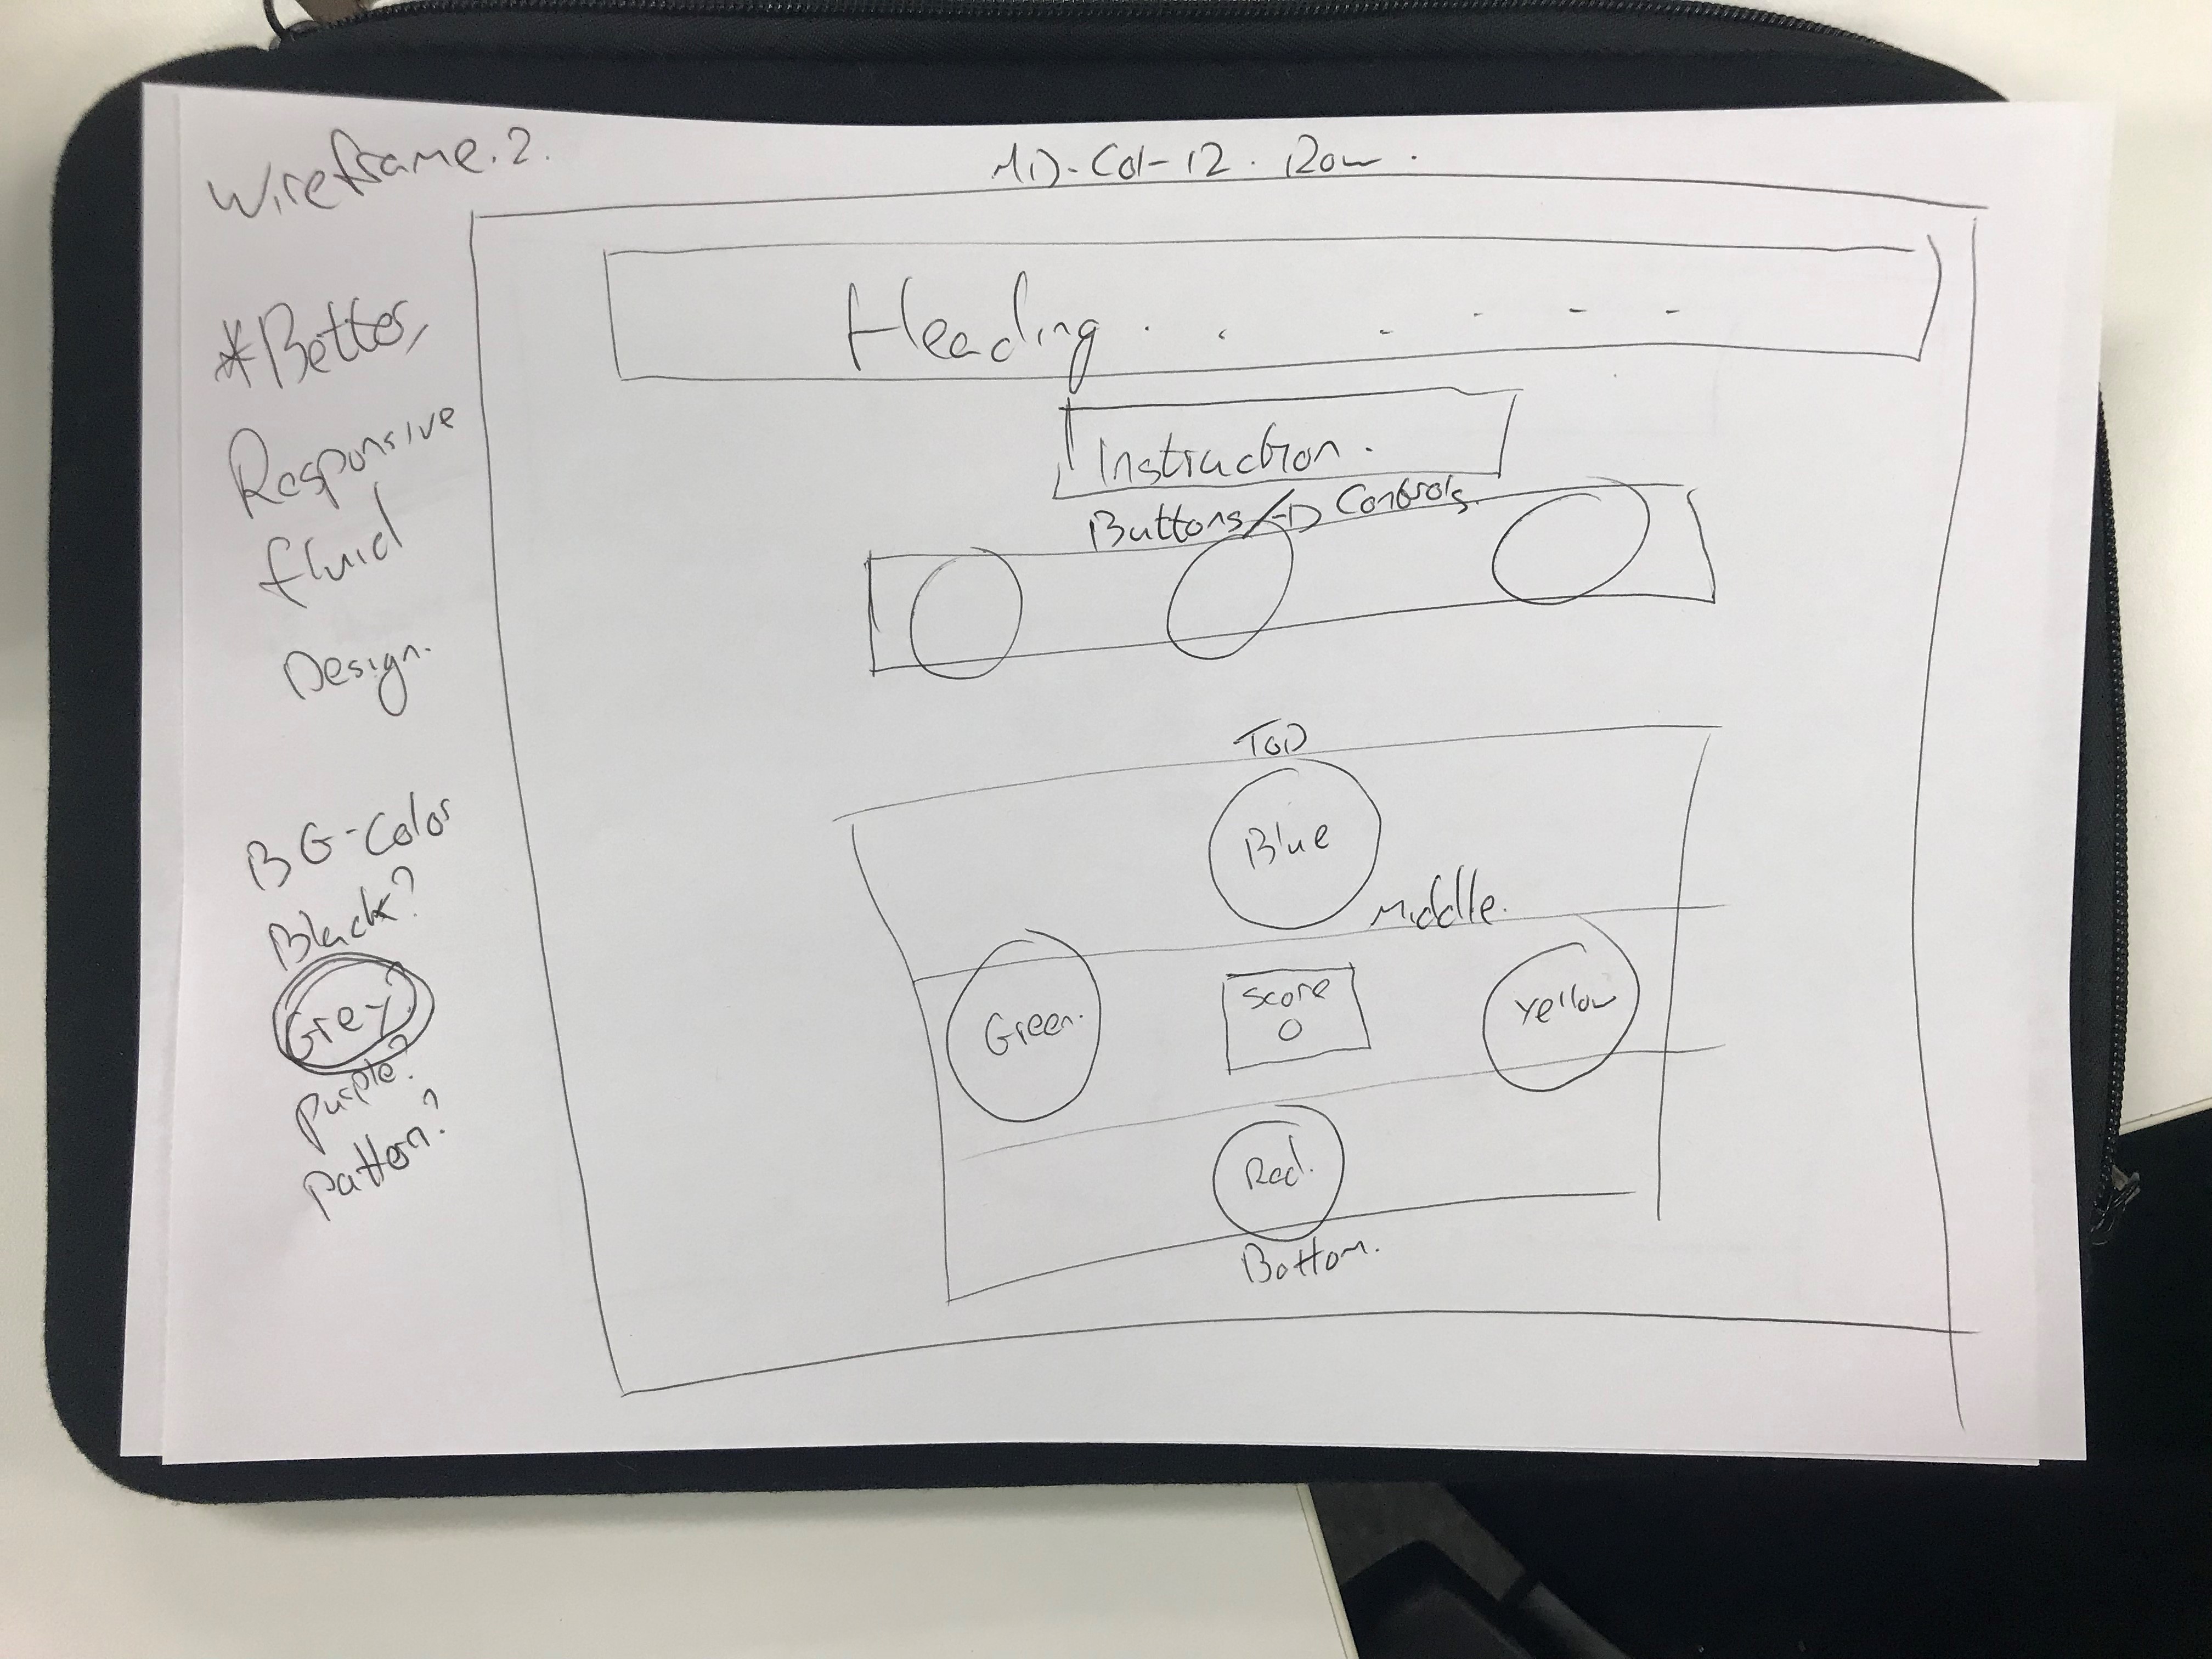 Wireframe.2.
MD-Col-12. Row.
*Better,
Responsive
fluid
Design.
BG-Color
Black?
Grey?
Purple?
Pattern?
Heading. . - - - -
Instruction.
Buttons/ Controls.
Top
Blue
Middle.
Green.
Score
0
Yellow
Red.
Bottom.